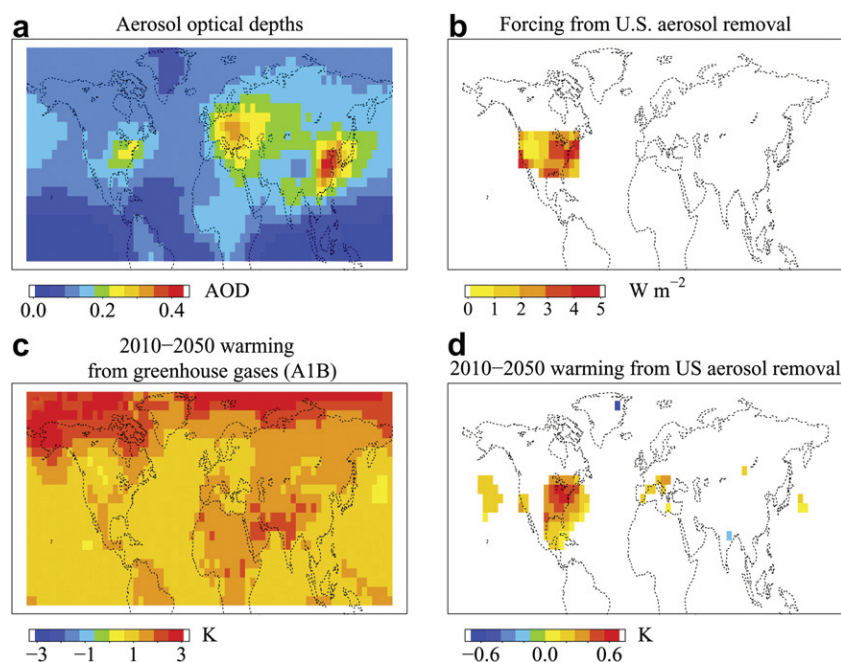 a
Aerosol optical depths
b
Forcing from U.S. aerosol removal
0.0 0.2 0.4 AOD
0 1 2 3 4 5 W m−2
c
2010−2050 warming
from greenhouse gases (A1B)
d
2010−2050 warming from US aerosol removal
K
−3 −1 1 3
K
−0.6 0.0 0.6